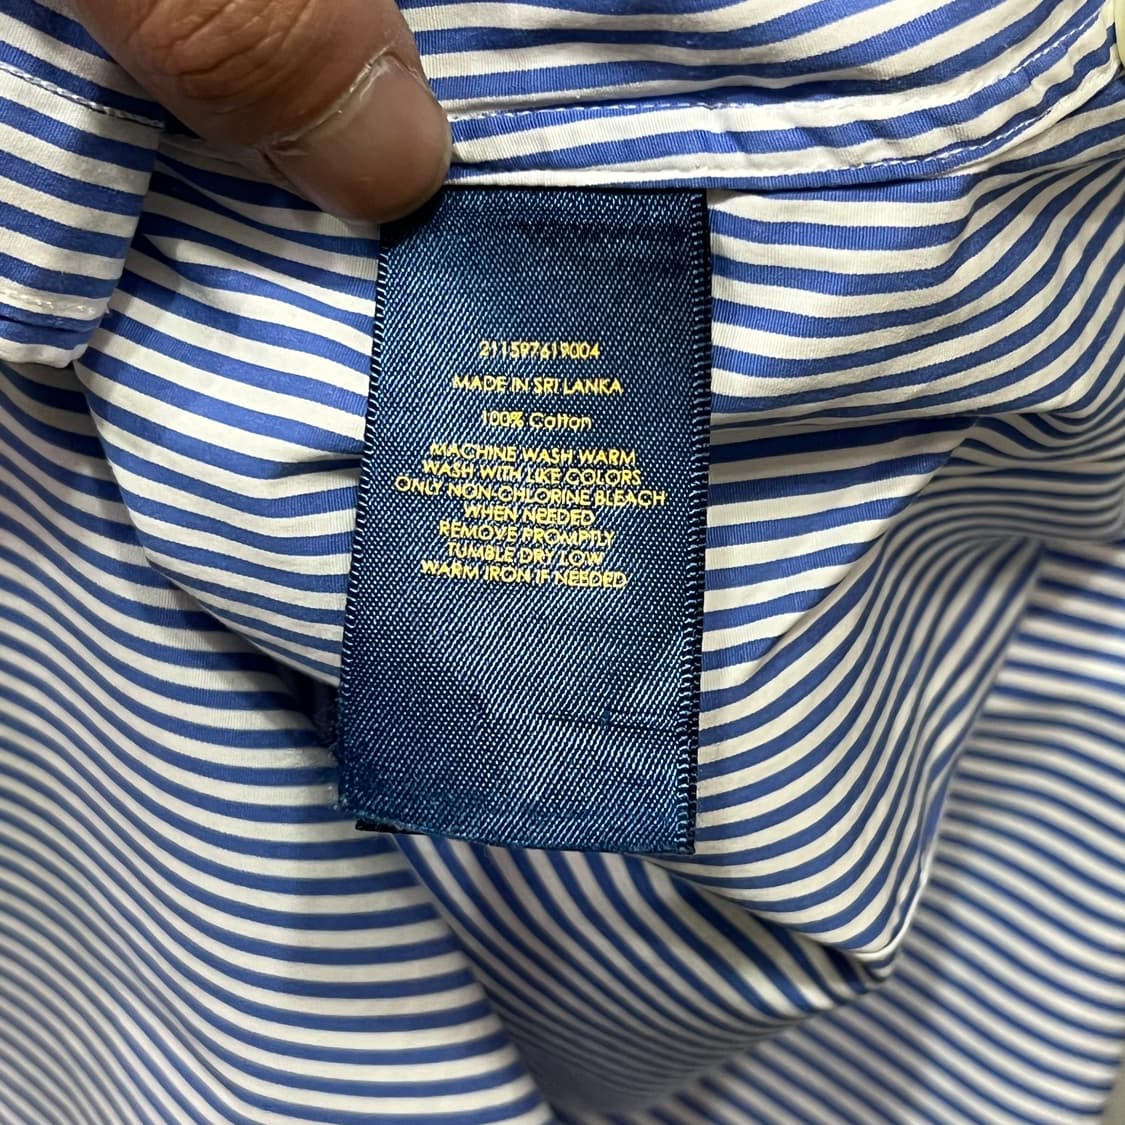 211597619004
MADE IN SRI LANKA
100% Cotton
MACHINE WASH WARM
WASH WITH LIKE COLORS
ONLY NON-CHLORINE BLEACH
WHEN NEEDED
REMOVE PROMPTLY
TUMBLE DRY LOW
WARM IRON IF NEEDED